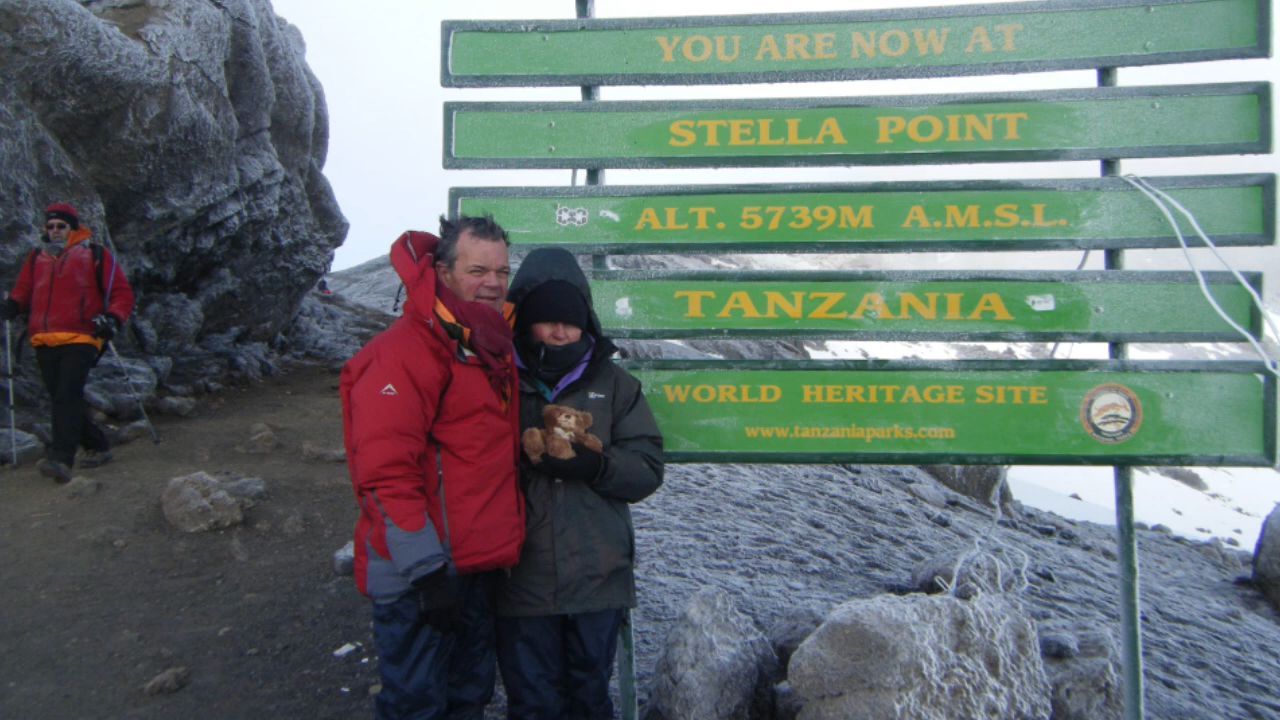 YOU ARE NOW AT
STELLA POINT
ALT. 5739M A.M.S.L.
TANZANIA
WORLD HERITAGE SITE
www.tanzaniaparks.com